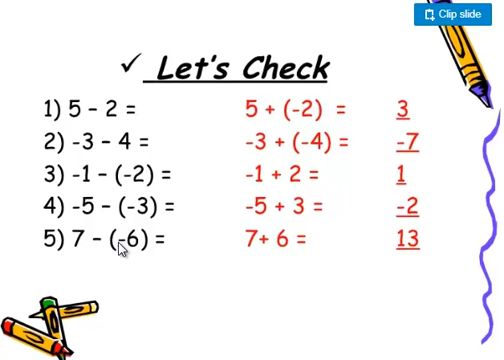 Clip slide
✓ Let's Check
1) 5 – 2 = 5 + (-2) = 3
2) -3 – 4 = -3 + (-4) = -7
3) -1 – (-2) = -1 + 2 = 1
4) -5 – (-3) = -5 + 3 = -2
5) 7 – (-6) = 7+ 6 = 13